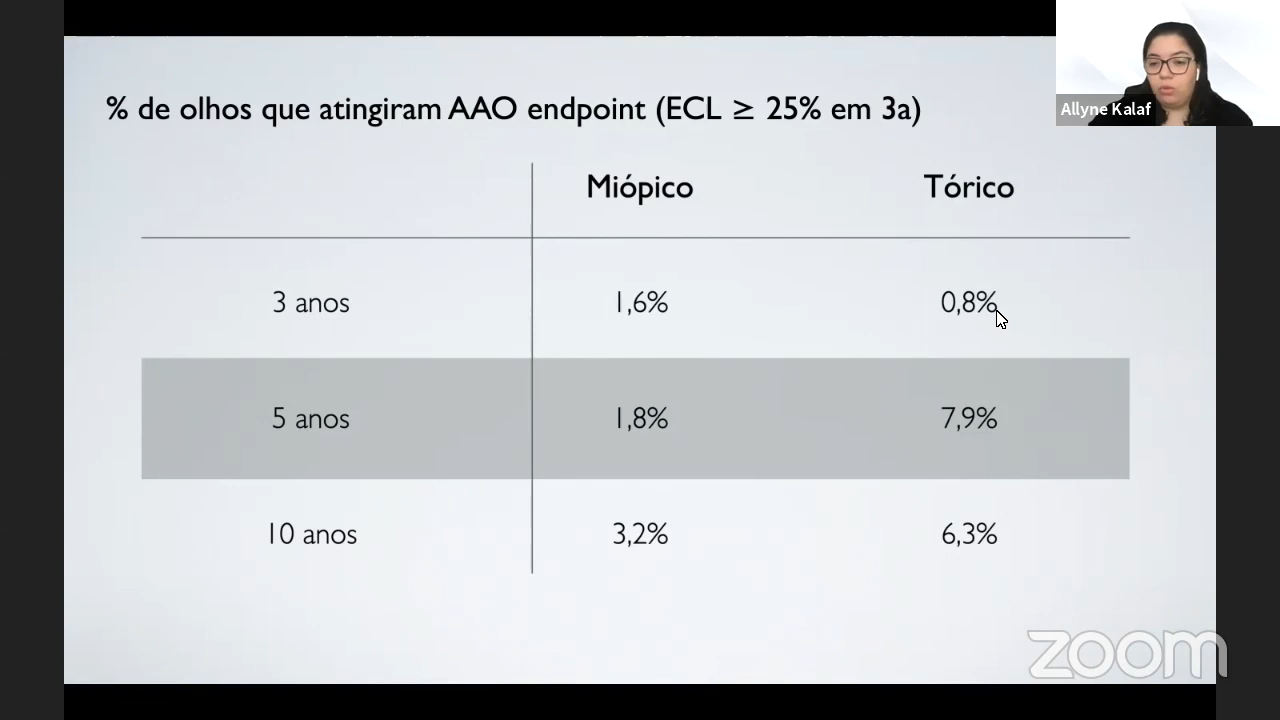 % de olhos que atingiram AAO endpoint (ECL ≥ 25% em 3a)
Allyne Kalaf
Miópico Tórico
3 anos 1,6% 0,8%
5 anos 1,8% 7,9%
10 anos 3,2% 6,3%
zoom